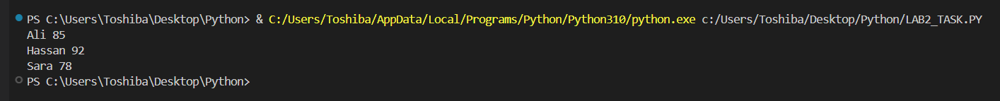 PS C:\Users\Toshiba\Desktop\Python> & C:/Users/Toshiba/AppData/Local/Programs/Python/Python310/python.exe c:/Users/Toshiba/Desktop/Python/LAB2_TASK.PY
Ali 85
Hassan 92
Sara 78
PS C:\Users\Toshiba\Desktop\Python>